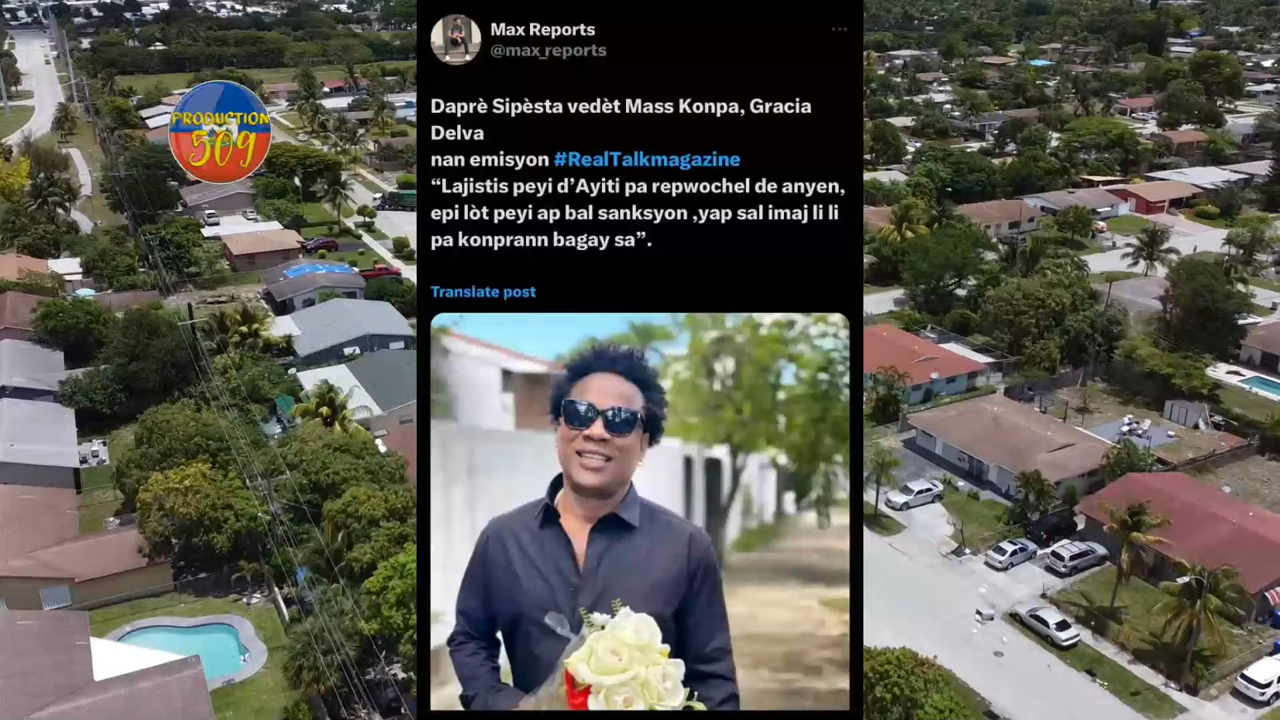 PRODUCTION
509
Max Reports
@max_reports
Daprè Sipèsta vedèt Mass Konpa, Gracia
Delva
nan emisyon #RealTalkmagazine
“Lajistis peyi d’Ayiti pa repwochel de anyen,
epi lòt peyi ap bal sanksyon ,yap sal imaj li li
pa konprann bagay sa”.
Translate post